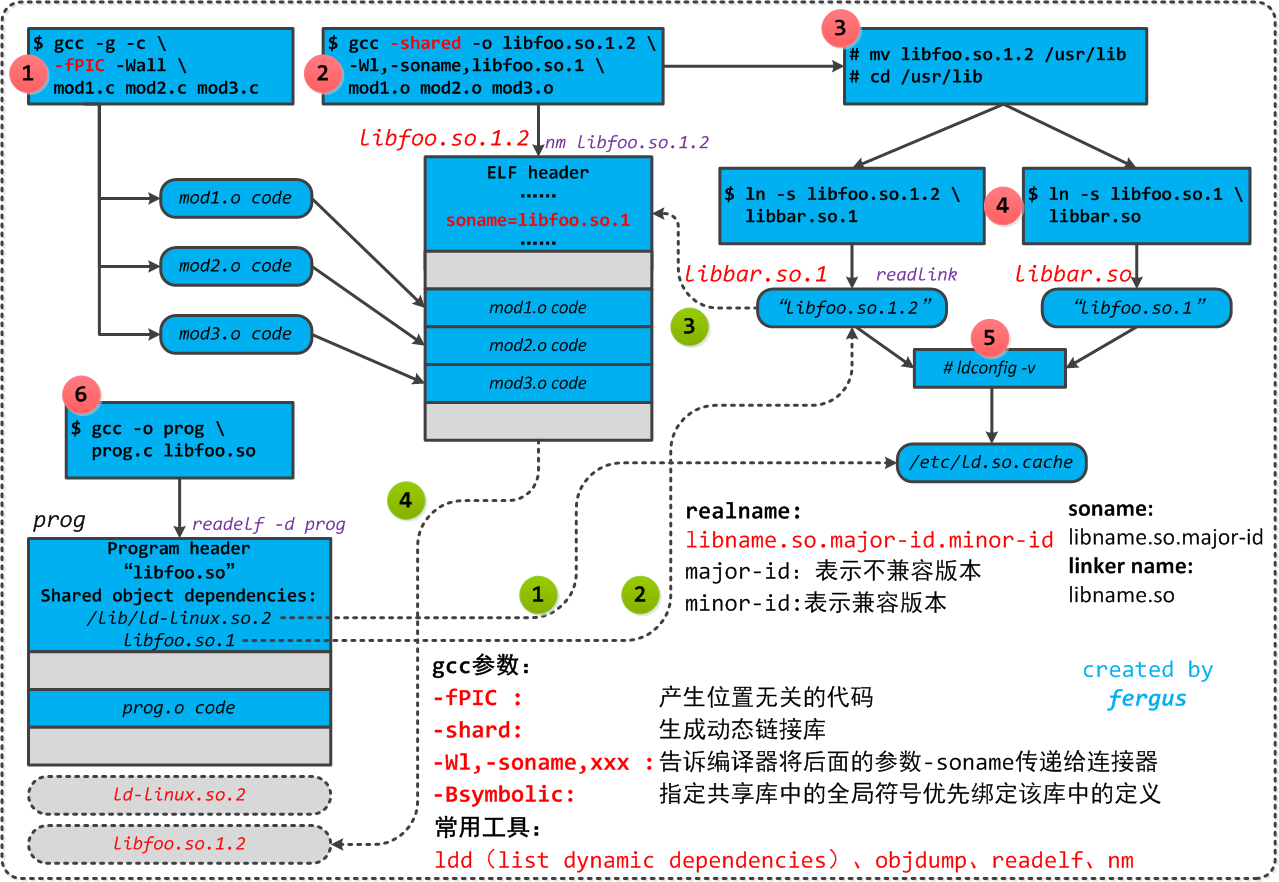 1
$ gcc -g -c \
-fPIC -Wall \
mod1.c mod2.c mod3.c
2
$ gcc -shared -o libfoo.so.1.2 \
-Wl,-soname,libfoo.so.1 \
mod1.o mod2.o mod3.o
3
# mv libfoo.so.1.2 /usr/lib
# cd /usr/lib
libfoo.so.1.2
nm libfoo.so.1.2
ELF header
……
soname=libfoo.so.1
……
mod1.o code
mod2.o code
mod3.o code
mod1.o code
mod2.o code
mod3.o code
$ ln -s libfoo.so.1.2 \
libbar.so.1
4
$ ln -s libfoo.so.1 \
libbar.so
libbar.so.1
readlink
libbar.so
“libfoo.so.1.2”
“libfoo.so.1”
3
5
# ldconfig -v
/etc/ld.so.cache
6
$ gcc -o prog \
prog.c libfoo.so
4
prog
readelf -d prog
Program header
“libfoo.so”
Shared object dependencies:
/lib/ld-linux.so.2
libfoo.so.1
prog.o code
ld-linux.so.2
libfoo.so.1.2
1
2
realname:
libname.so.major-id.minor-id
major-id: 表示不兼容版本
minor-id:表示兼容版本
soname:
libname.so.major-id
linker name:
libname.so
gcc参数:
-fPIC : 产生位置无关的代码
-shard: 生成动态链接库
-Wl,-soname,xxx :告诉编译器将后面的参数-soname传递给连接器
-Bsymbolic: 指定共享库中的全局符号优先绑定该库中的定义
常用工具:
ldd（list dynamic dependencies）、objdump、readelf、nm
created by
fergus